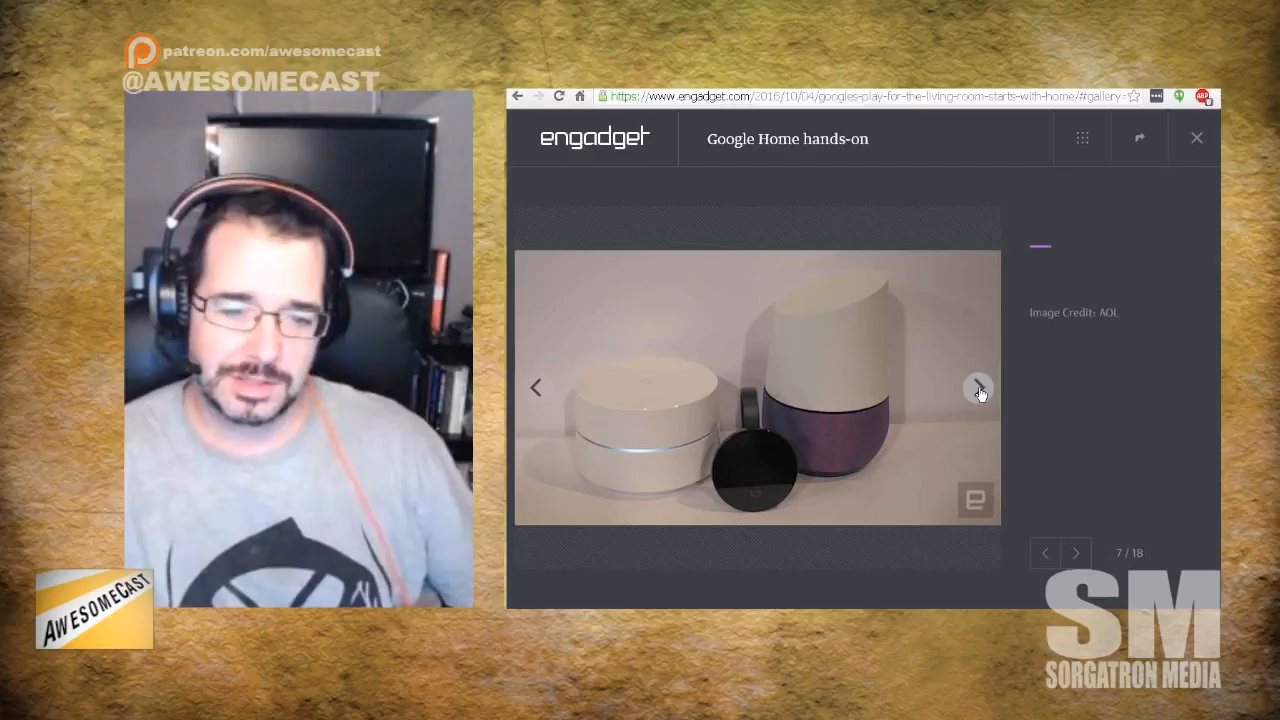 patreon.com/awesomecast
@AWESOMECAST
https://www.engadget.com/2016/10/04/googles-play-for-the-living-room-starts-with-home/#gallery=
ABP
engadget
Google Home hands-on
Image Credit: AOL
7 / 18
AWESOMECAST
SM
SORGATRON MEDIA